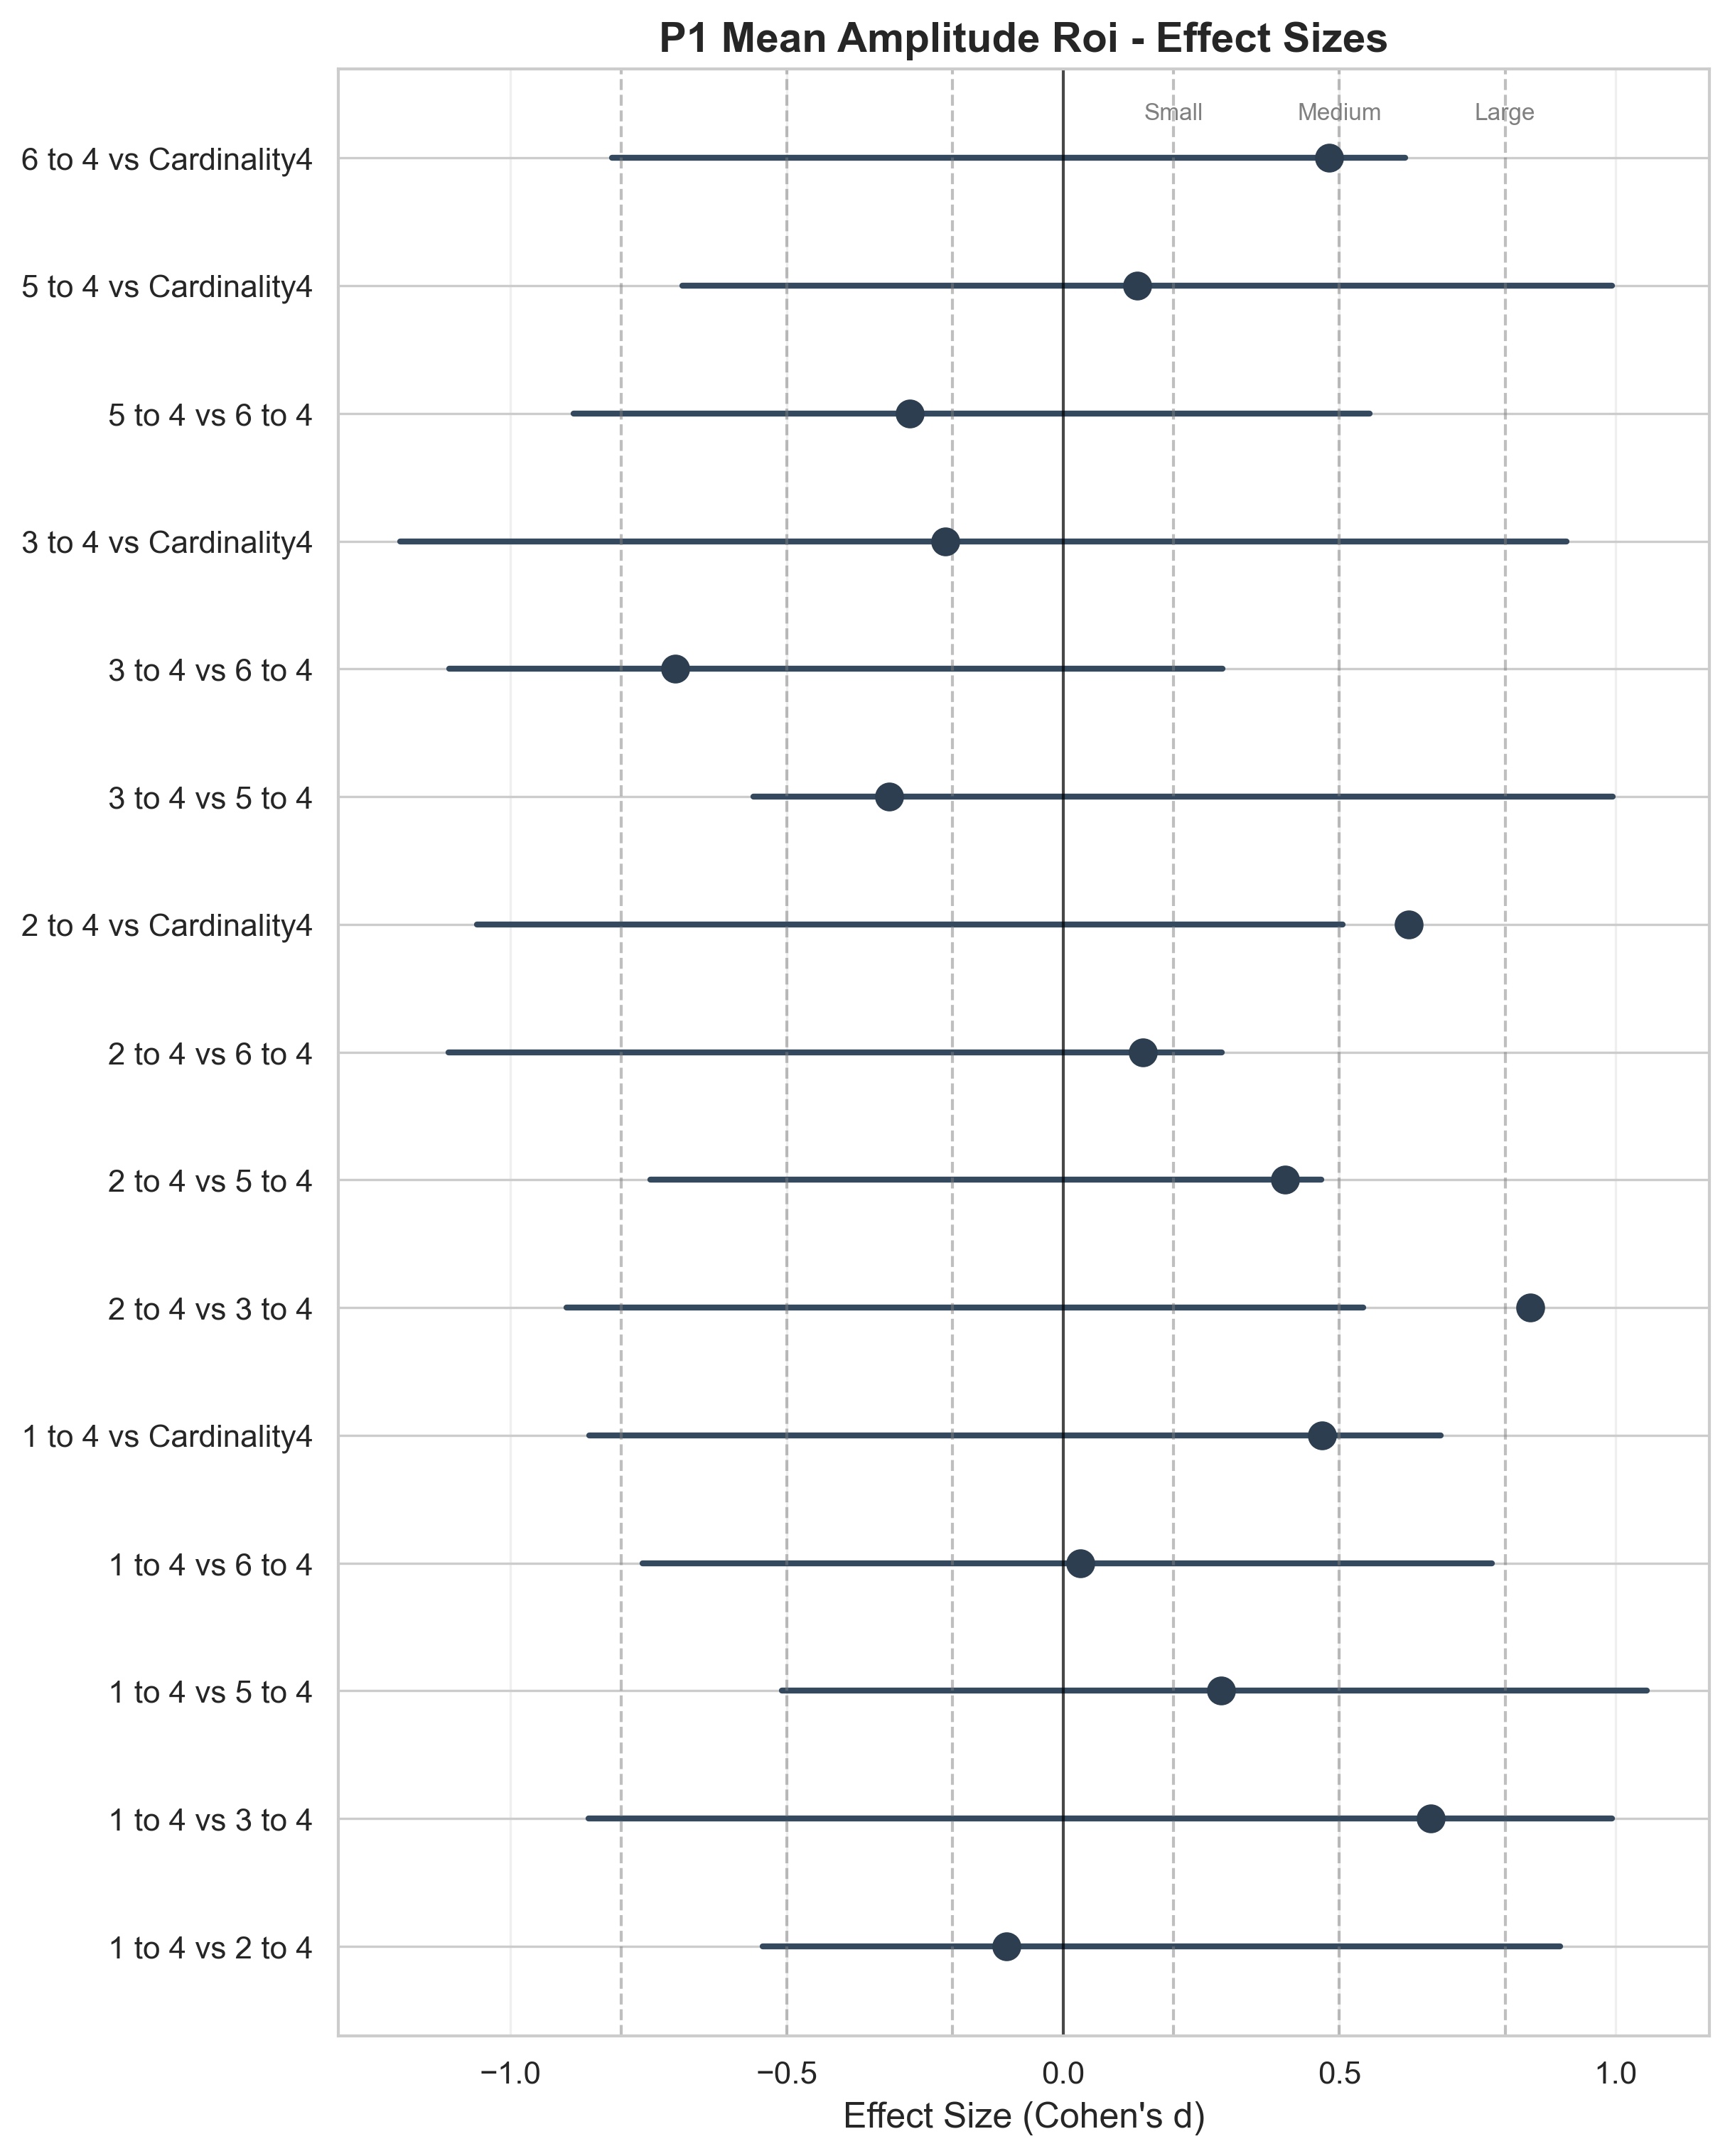 P1 Mean Amplitude Roi - Effect Sizes
Small Medium Large
6 to 4 vs Cardinality4
5 to 4 vs Cardinality4
5 to 4 vs 6 to 4
3 to 4 vs Cardinality4
3 to 4 vs 6 to 4
3 to 4 vs 5 to 4
2 to 4 vs Cardinality4
2 to 4 vs 6 to 4
2 to 4 vs 5 to 4
2 to 4 vs 3 to 4
1 to 4 vs Cardinality4
1 to 4 vs 6 to 4
1 to 4 vs 5 to 4
1 to 4 vs 3 to 4
1 to 4 vs 2 to 4
−1.0 −0.5 0.0 0.5 1.0
Effect Size (Cohen's d)